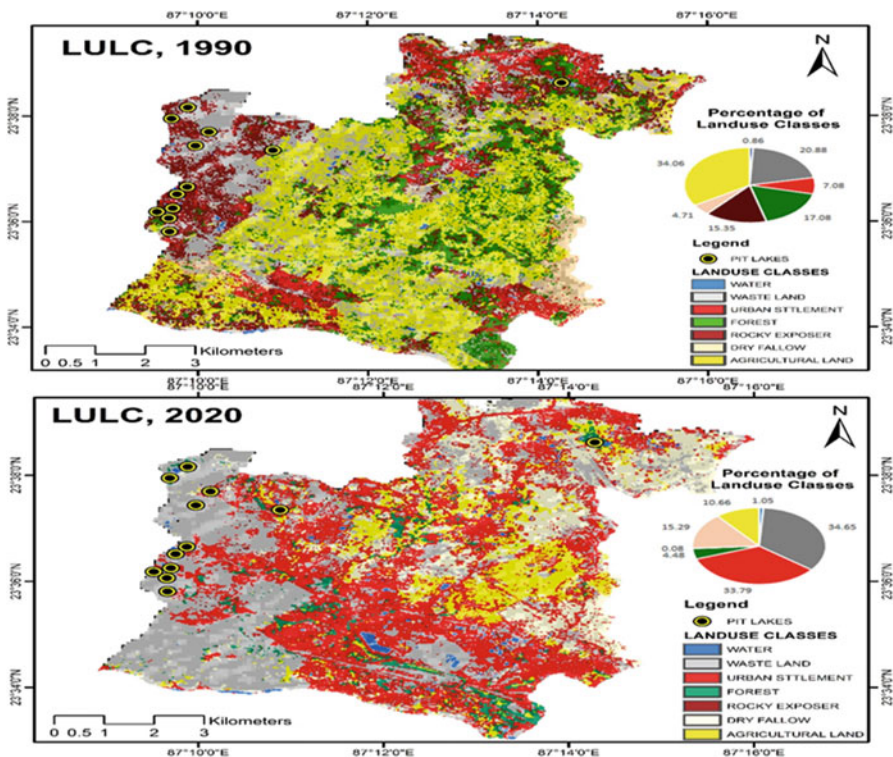 87°10'0"E 87°12'0"E 87°14'0"E 87°16'0"E
LULC, 1990
N
23°38'0"N
23°36'0"N
23°34'0"N
23°38'0"N
23°36'0"N
23°34'0"N
Percentage of
Landuse Classes
0.86
20.88
7.08
17.08
15.35
4.71
34.06
Legend
PIT LAKES
LANDUSE CLASSES
WATER
WASTE LAND
URBAN STTLEMENT
FOREST
ROCKY EXPOSER
DRY FALLOW
AGRICULTURAL LAND
Kilometers
0 0.5 1 2 3
87°10'0"E 87°12'0"E 87°14'0"E 87°16'0"E
87°16'0"E
LULC, 2020
N
23°38'0"N
23°36'0"N
23°34'0"N
23°38'0"N
23°36'0"N
23°34'0"N
Percentage of
Landuse Classes
1.05
34.65
33.79
4.48
0.08
15.29
10.66
Legend
PIT LAKES
LANDUSE CLASSES
WATER
WASTE LAND
URBAN STTLEMENT
FOREST
ROCKY EXPOSER
DRY FALLOW
AGRICULTURAL LAND
Kilometers
0 0.5 1 2 3
87°10'0"E 87°12'0"E 87°14'0"E 87°16'0"E